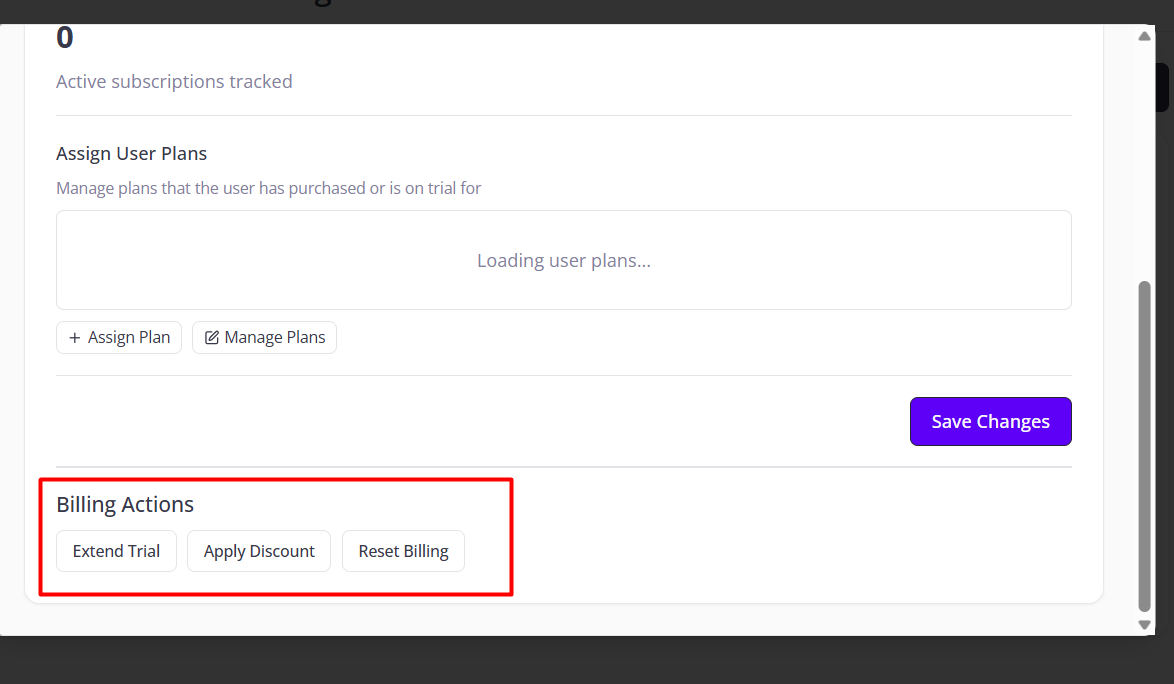 0
Active subscriptions tracked
Assign User Plans
Manage plans that the user has purchased or is on trial for
Loading user plans...
+ Assign Plan
Manage Plans
Save Changes
Billing Actions
Extend Trial
Apply Discount
Reset Billing